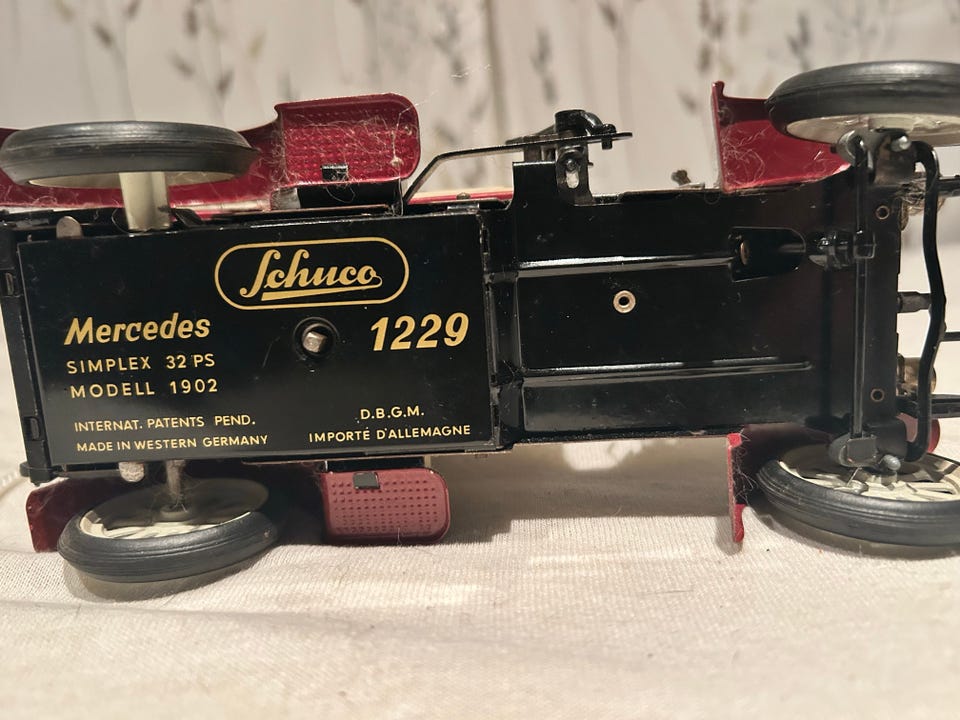 Schuco
Mercedes 1229
SIMPLEX 32 PS
MODELL 1902
INTERNAT. PATENTS PEND.
MADE IN WESTERN GERMANY
D.B.G.M.
IMPORTÉ D'ALLEMAGNE